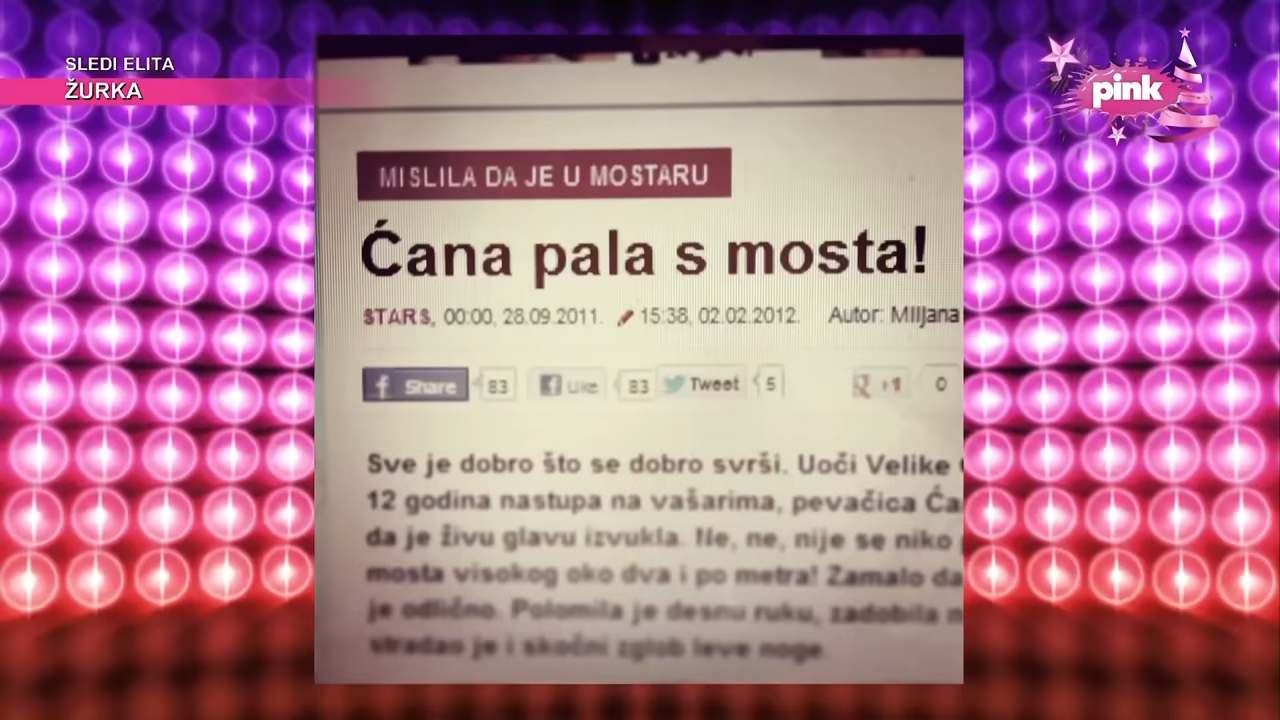 SLEDI ELITA
ŽURKA
pink
MISLILA DA JE U MOSTARU
Ćana pala s mosta!
STARS, 00:00, 28.09.2011. 15:38, 02.02.2012. Autor: Miljana
Share 83 Like 83 Tweet 5 +1 0
Sve je dobro što se dobro svrši. Uoči Velike
12 godina nastupa na vašarima, pevačica Ća
da je živu glavu izvukla. Ne, ne, nije se niko
mosta visokog oko dva i po metra! Zamalo da
je odlično. Polomila je desnu ruku, zadobila
stradao je i skočni zglob leve noge.